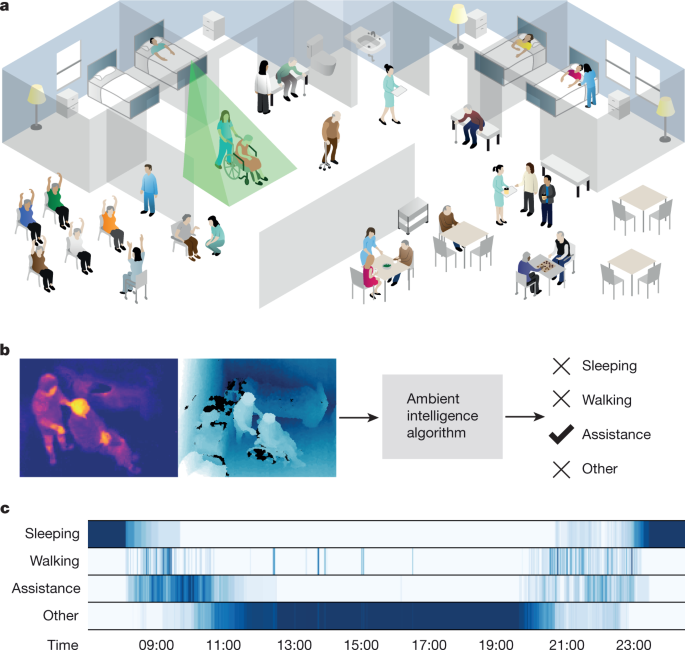 a
b
Ambient
intelligence
algorithm
Sleeping
Walking
Assistance
Other
c
Sleeping
Walking
Assistance
Other
Time 09:00 11:00 13:00 15:00 17:00 19:00 21:00 23:00